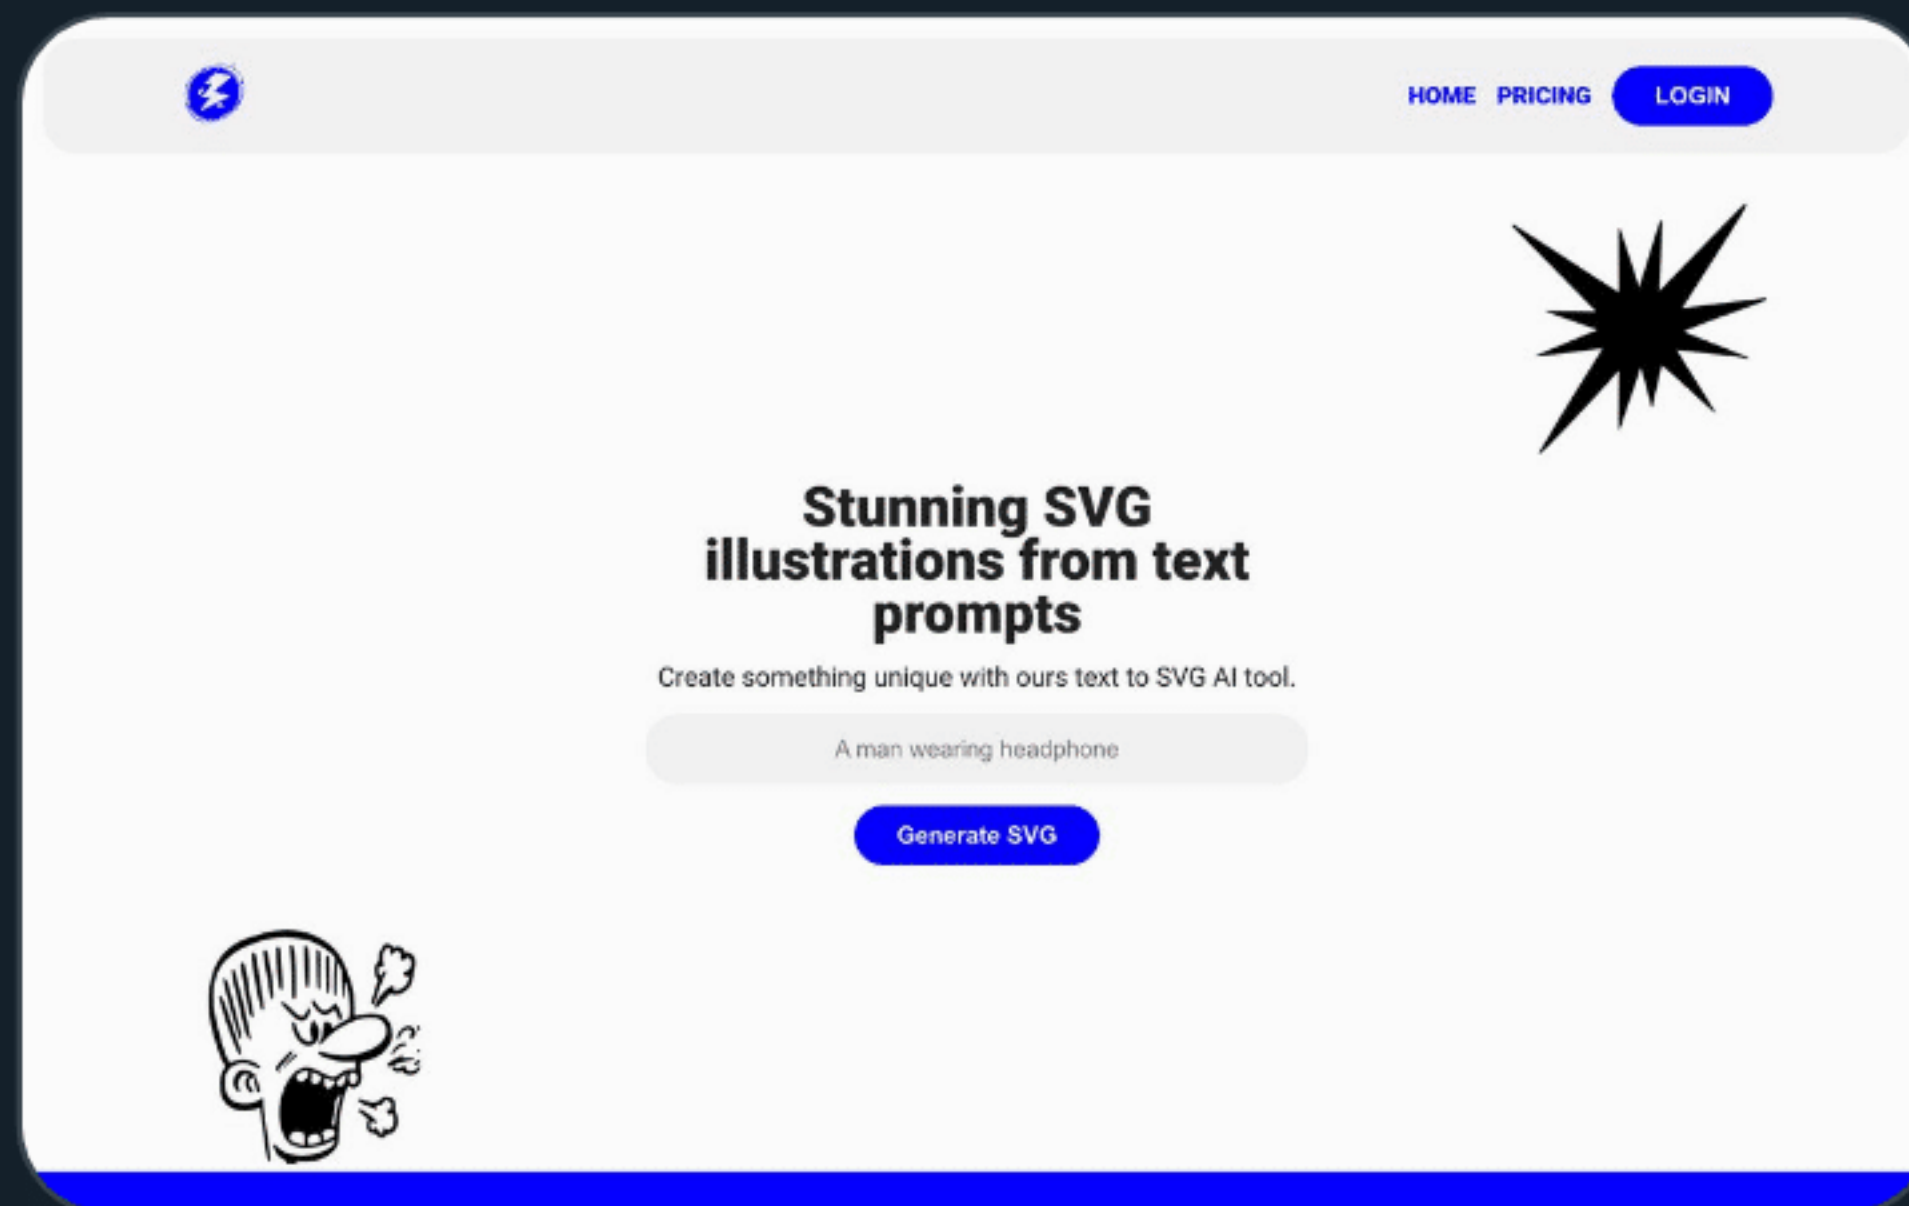 HOME PRICING LOGIN
Stunning SVG
illustrations from text
prompts
Create something unique with ours text to SVG AI tool.
A man wearing headphone
Generate SVG